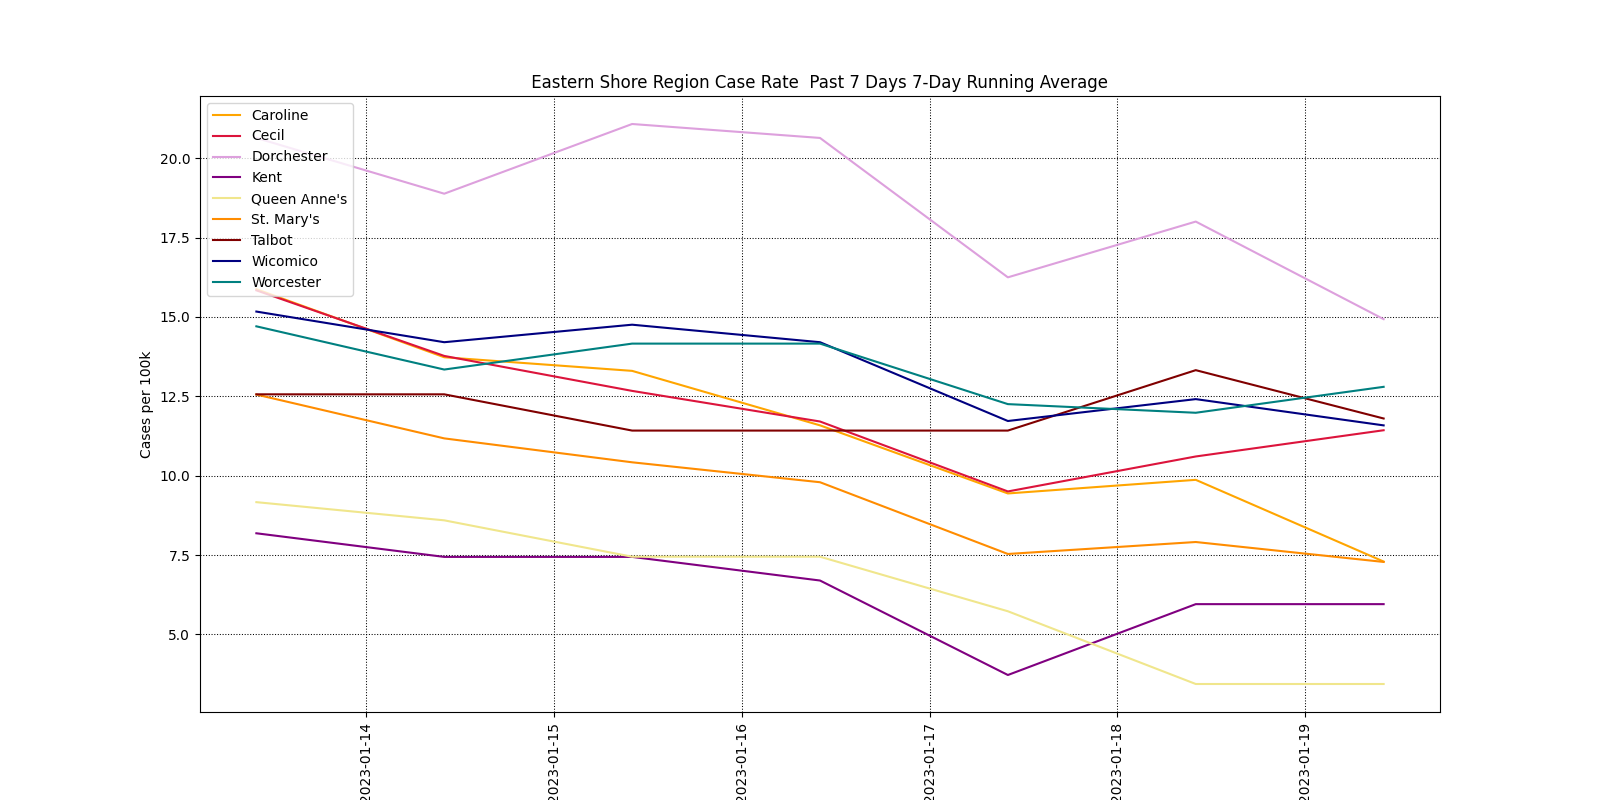 Eastern Shore Region Case Rate  Past 7 Days 7-Day Running Average
Caroline
Cecil
Dorchester
Kent
Queen Anne's
St. Mary's
Talbot
Wicomico
Worcester
Cases per 100k
20.0
17.5
15.0
12.5
10.0
7.5
5.0
2023-01-14
2023-01-15
2023-01-16
2023-01-17
2023-01-18
2023-01-19